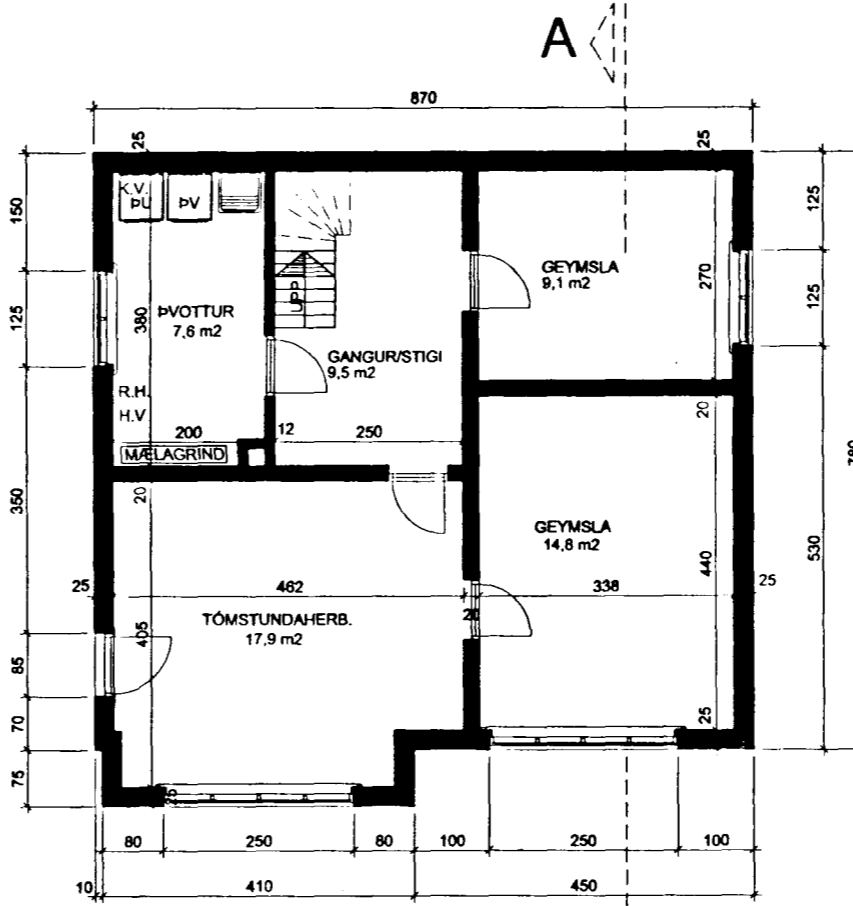 A
870
25
25
K.V.
ÞU
ÞV
150
125
GEYMSLA
9,1 m2
270
UPP
125
125
380
ÞVOTTUR
7,6 m2
GANGUR/STIGI
9,5 m2
R.H.
H.V
200
12
250
20
MÆLAGRIND
20
350
GEYMSLA
14,8 m2
440
530
25
462
338
25
20
TÓMSTUNDAHERB.
17,9 m2
405
85
70
25
75
25
80
250
80
100
250
100
10
410
450